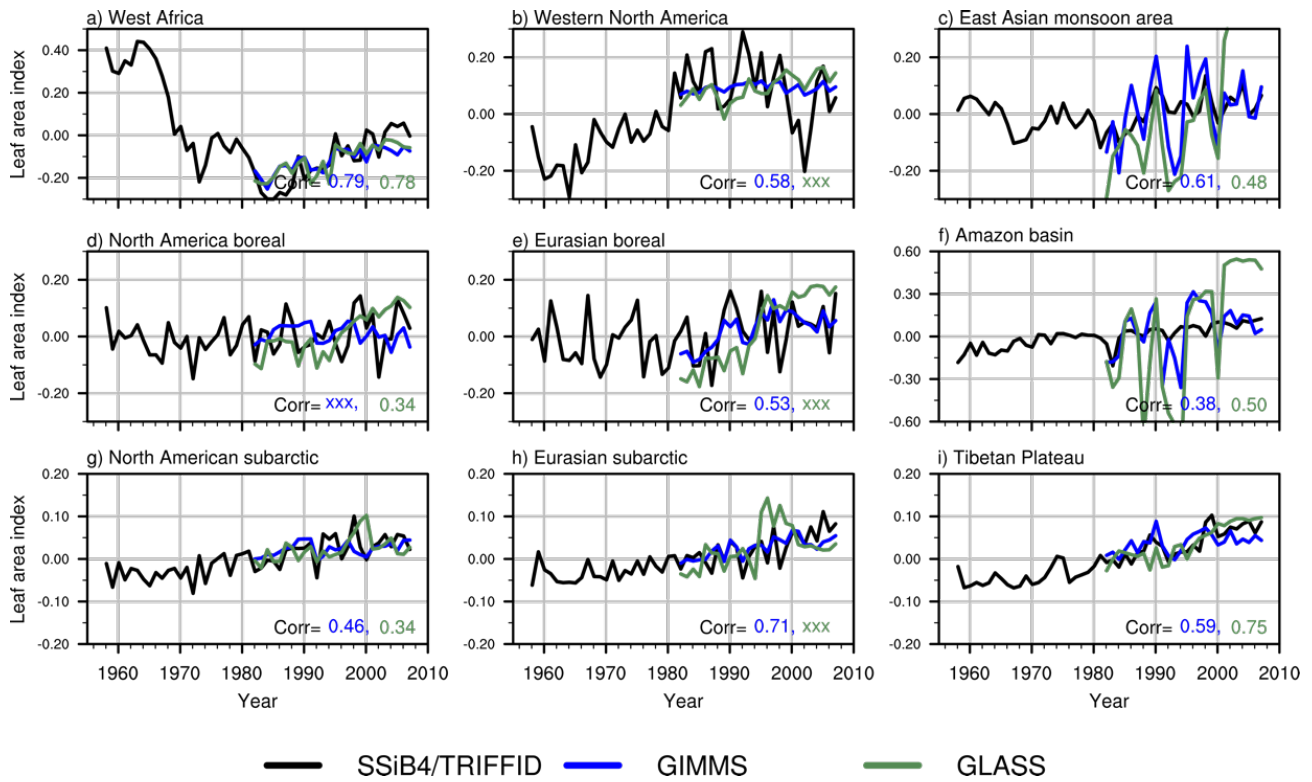 a) West Africa
b) Western North America
c) East Asian monsoon area
Leaf area index
0.40
0.20
0.00
-0.20
Corr= 0.79, 0.78
0.20
0.00
-0.20
Corr= 0.58, xxx
0.20
0.00
-0.20
Corr= 0.61, 0.48
d) North America boreal
e) Eurasian boreal
f) Amazon basin
Leaf area index
0.20
0.00
-0.20
Corr= xxx, 0.34
0.20
0.00
-0.20
Corr= 0.53, xxx
0.60
0.30
0.00
-0.30
-0.60
Corr= 0.38, 0.50
g) North American subarctic
h) Eurasian subarctic
i) Tibetan Plateau
Leaf area index
0.20
0.10
0.00
-0.10
-0.20
Corr= 0.46, 0.34
0.20
0.10
0.00
-0.10
-0.20
Corr= 0.71, xxx
0.20
0.10
0.00
-0.10
-0.20
Corr= 0.59, 0.75
1960 1970 1980 1990 2000 2010
1960 1970 1980 1990 2000 2010
1960 1970 1980 1990 2000 2010
Year
Year
Year
SSiB4/TRIFFID GIMMS GLASS